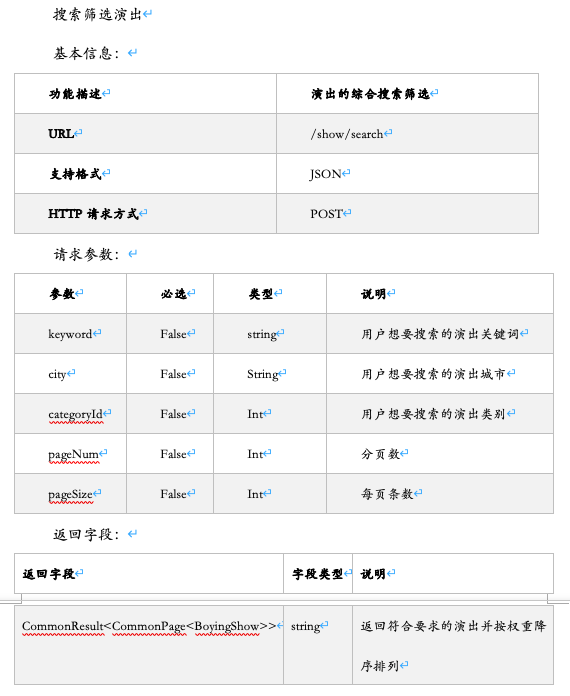 搜索筛选演出
基本信息：
功能描述 演出的综合搜索筛选
URL /show/search
支持格式 JSON
HTTP 请求方式 POST
请求参数：
参数 必选 类型 说明
keyword False string 用户想要搜索的演出关键词
city False String 用户想要搜索的演出城市
categoryId False Int 用户想要搜索的演出类别
pageNum False Int 分页数
pageSize False Int 每页条数
返回字段：
返回字段 字段类型 说明
CommonResult<CommonPage<BoyingShow>> string 返回符合要求的演出并按权重降
序排列